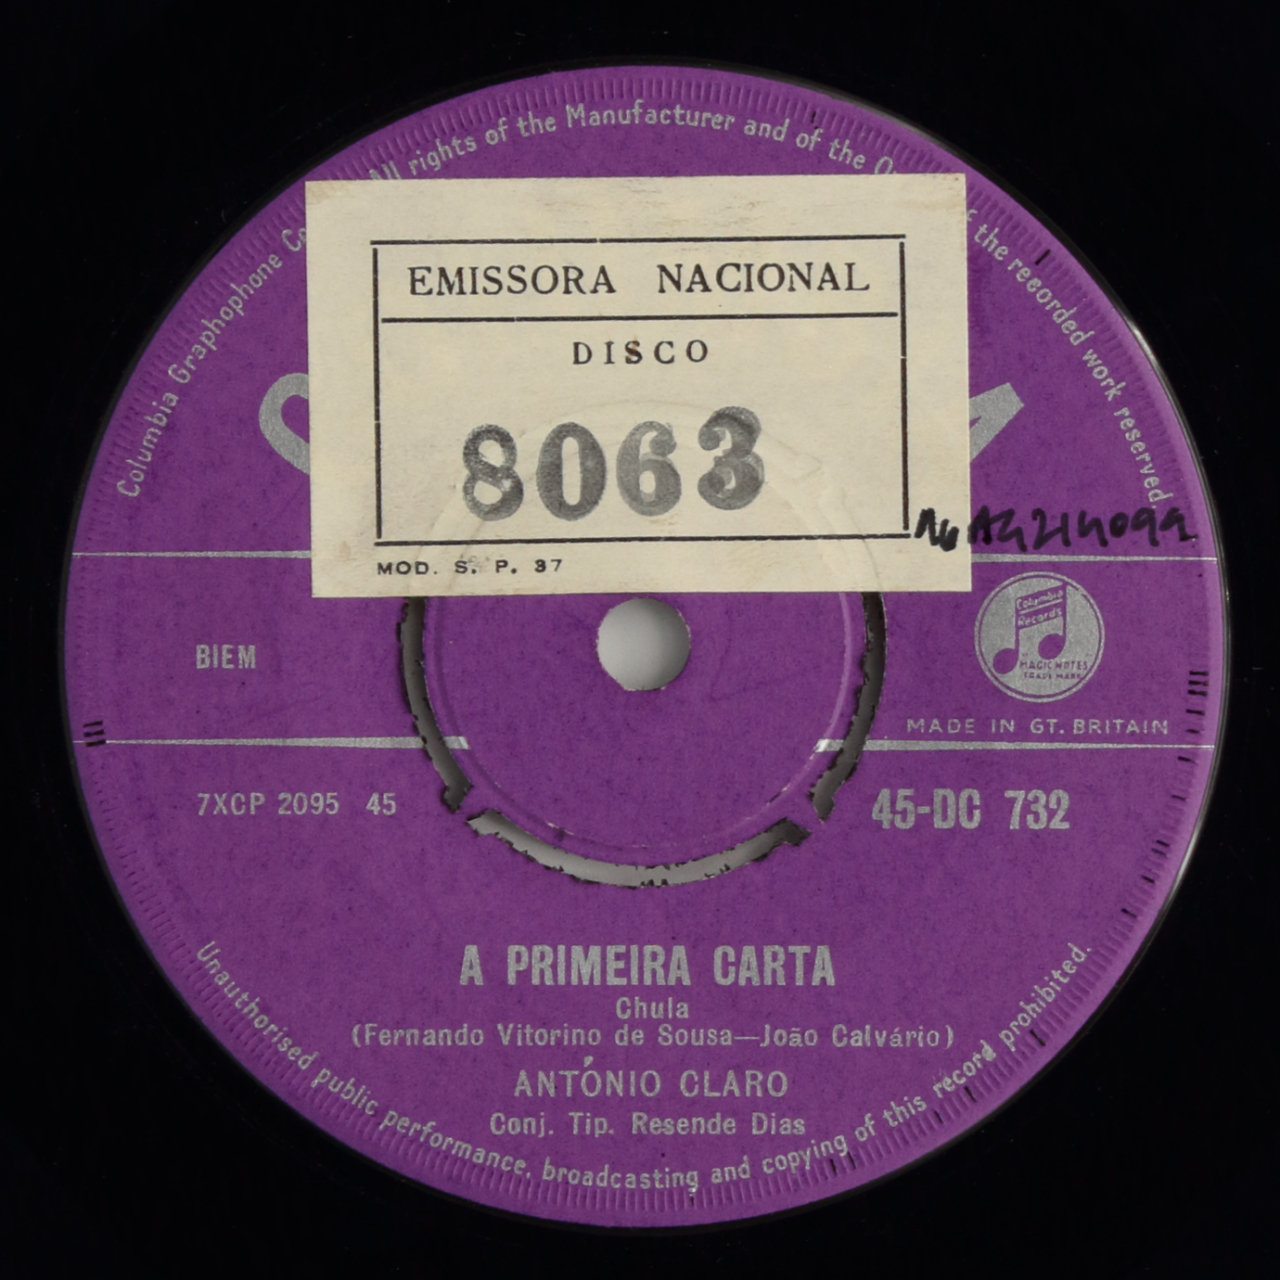 Columbia Graphophone
All rights of the Manufacturer and of the
of the recorded work reserved
EMISSORA NACIONAL
DISCO
8063
MOD. S. P. 37
BIEM
Columbia
Records
MAGIC NOTES
TRADE MARK
MADE IN GT. BRITAIN
7XCP 2095 45
45-DC 732
A PRIMEIRA CARTA
Chula
(Fernando Vitorino de Sousa—João Calvário)
ANTÓNIO CLARO
Conj. Tip. Resende Dias
Unauthorised public performance, broadcasting and copying of this record prohibited.